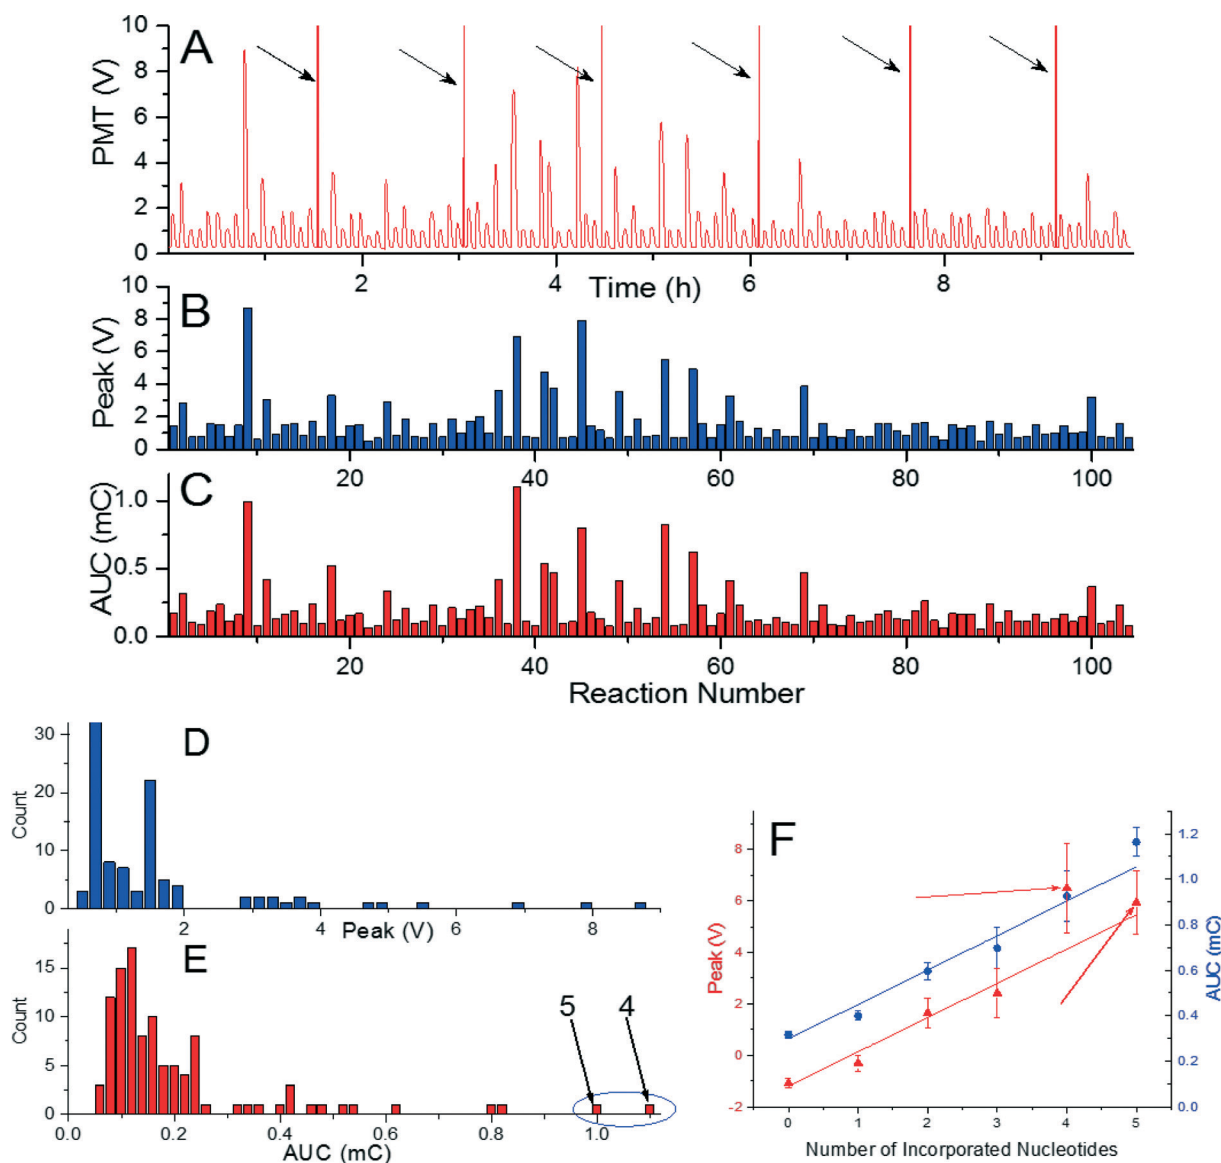 A
PMT (V)
10
8
6
4
2
0
2 4 6 8
Time (h)
B
Peak (V)
10
8
6
4
2
0
20 40 60 80 100
C
AUC (mC)
1.0
0.5
0.0
20 40 60 80 100
Reaction Number
D
Count
30
20
10
0
2 4 6 8
Peak (V)
E
Count
15
10
5
0
5 4
0.0 0.2 0.4 0.6 0.8 1.0
AUC (mC)
F
Peak (V)
8
6
4
2
0
-2
AUC (mC)
1.2
1.0
0.8
0.6
0.4
0.2
0.0
0 1 2 3 4 5
Number of Incorporated Nucleotides